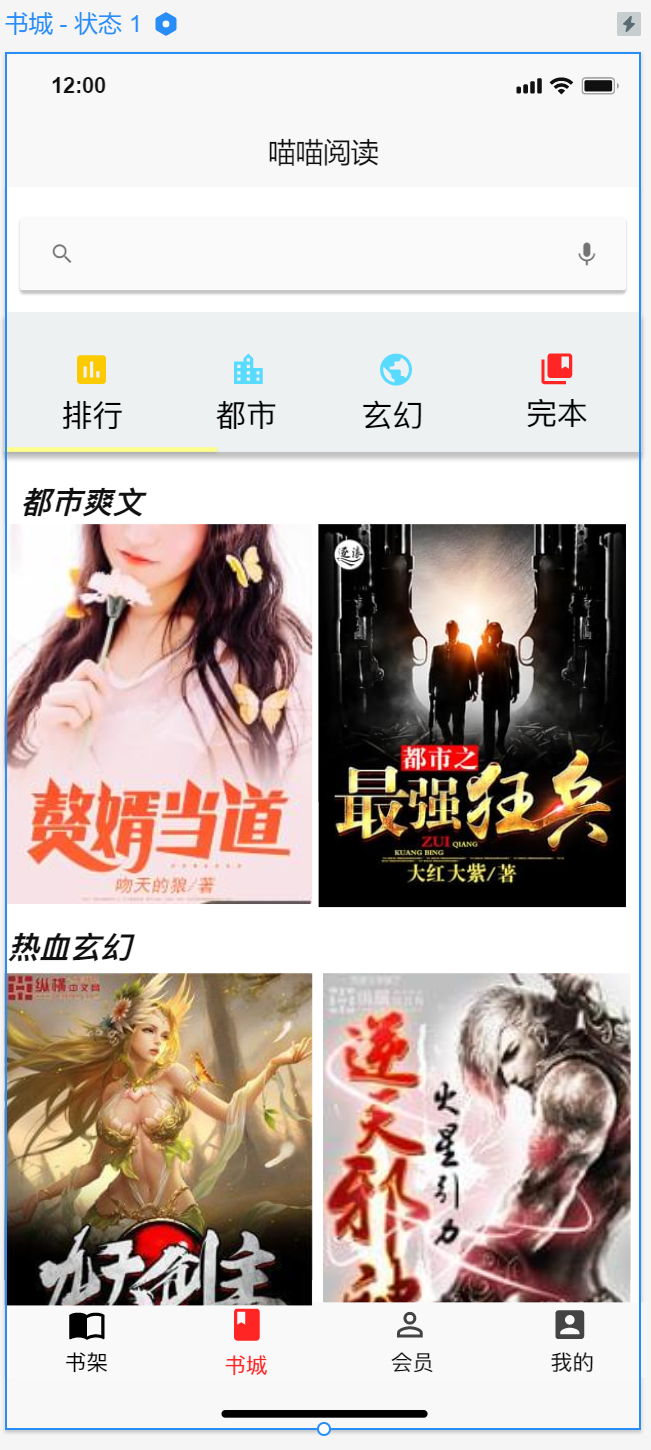 书城 - 状态 1
12:00
喵喵阅读
排行
都市
玄幻
完本
都市爽文
赘婿当道
吻天的狼/著
逐浪
都市之
最强狂兵
ZUI QIANG
KUANG BING
大红大紫/著
热血玄幻
纵横中文网
剑主
逆天邪神
火星引力
书架
书城
会员
我的